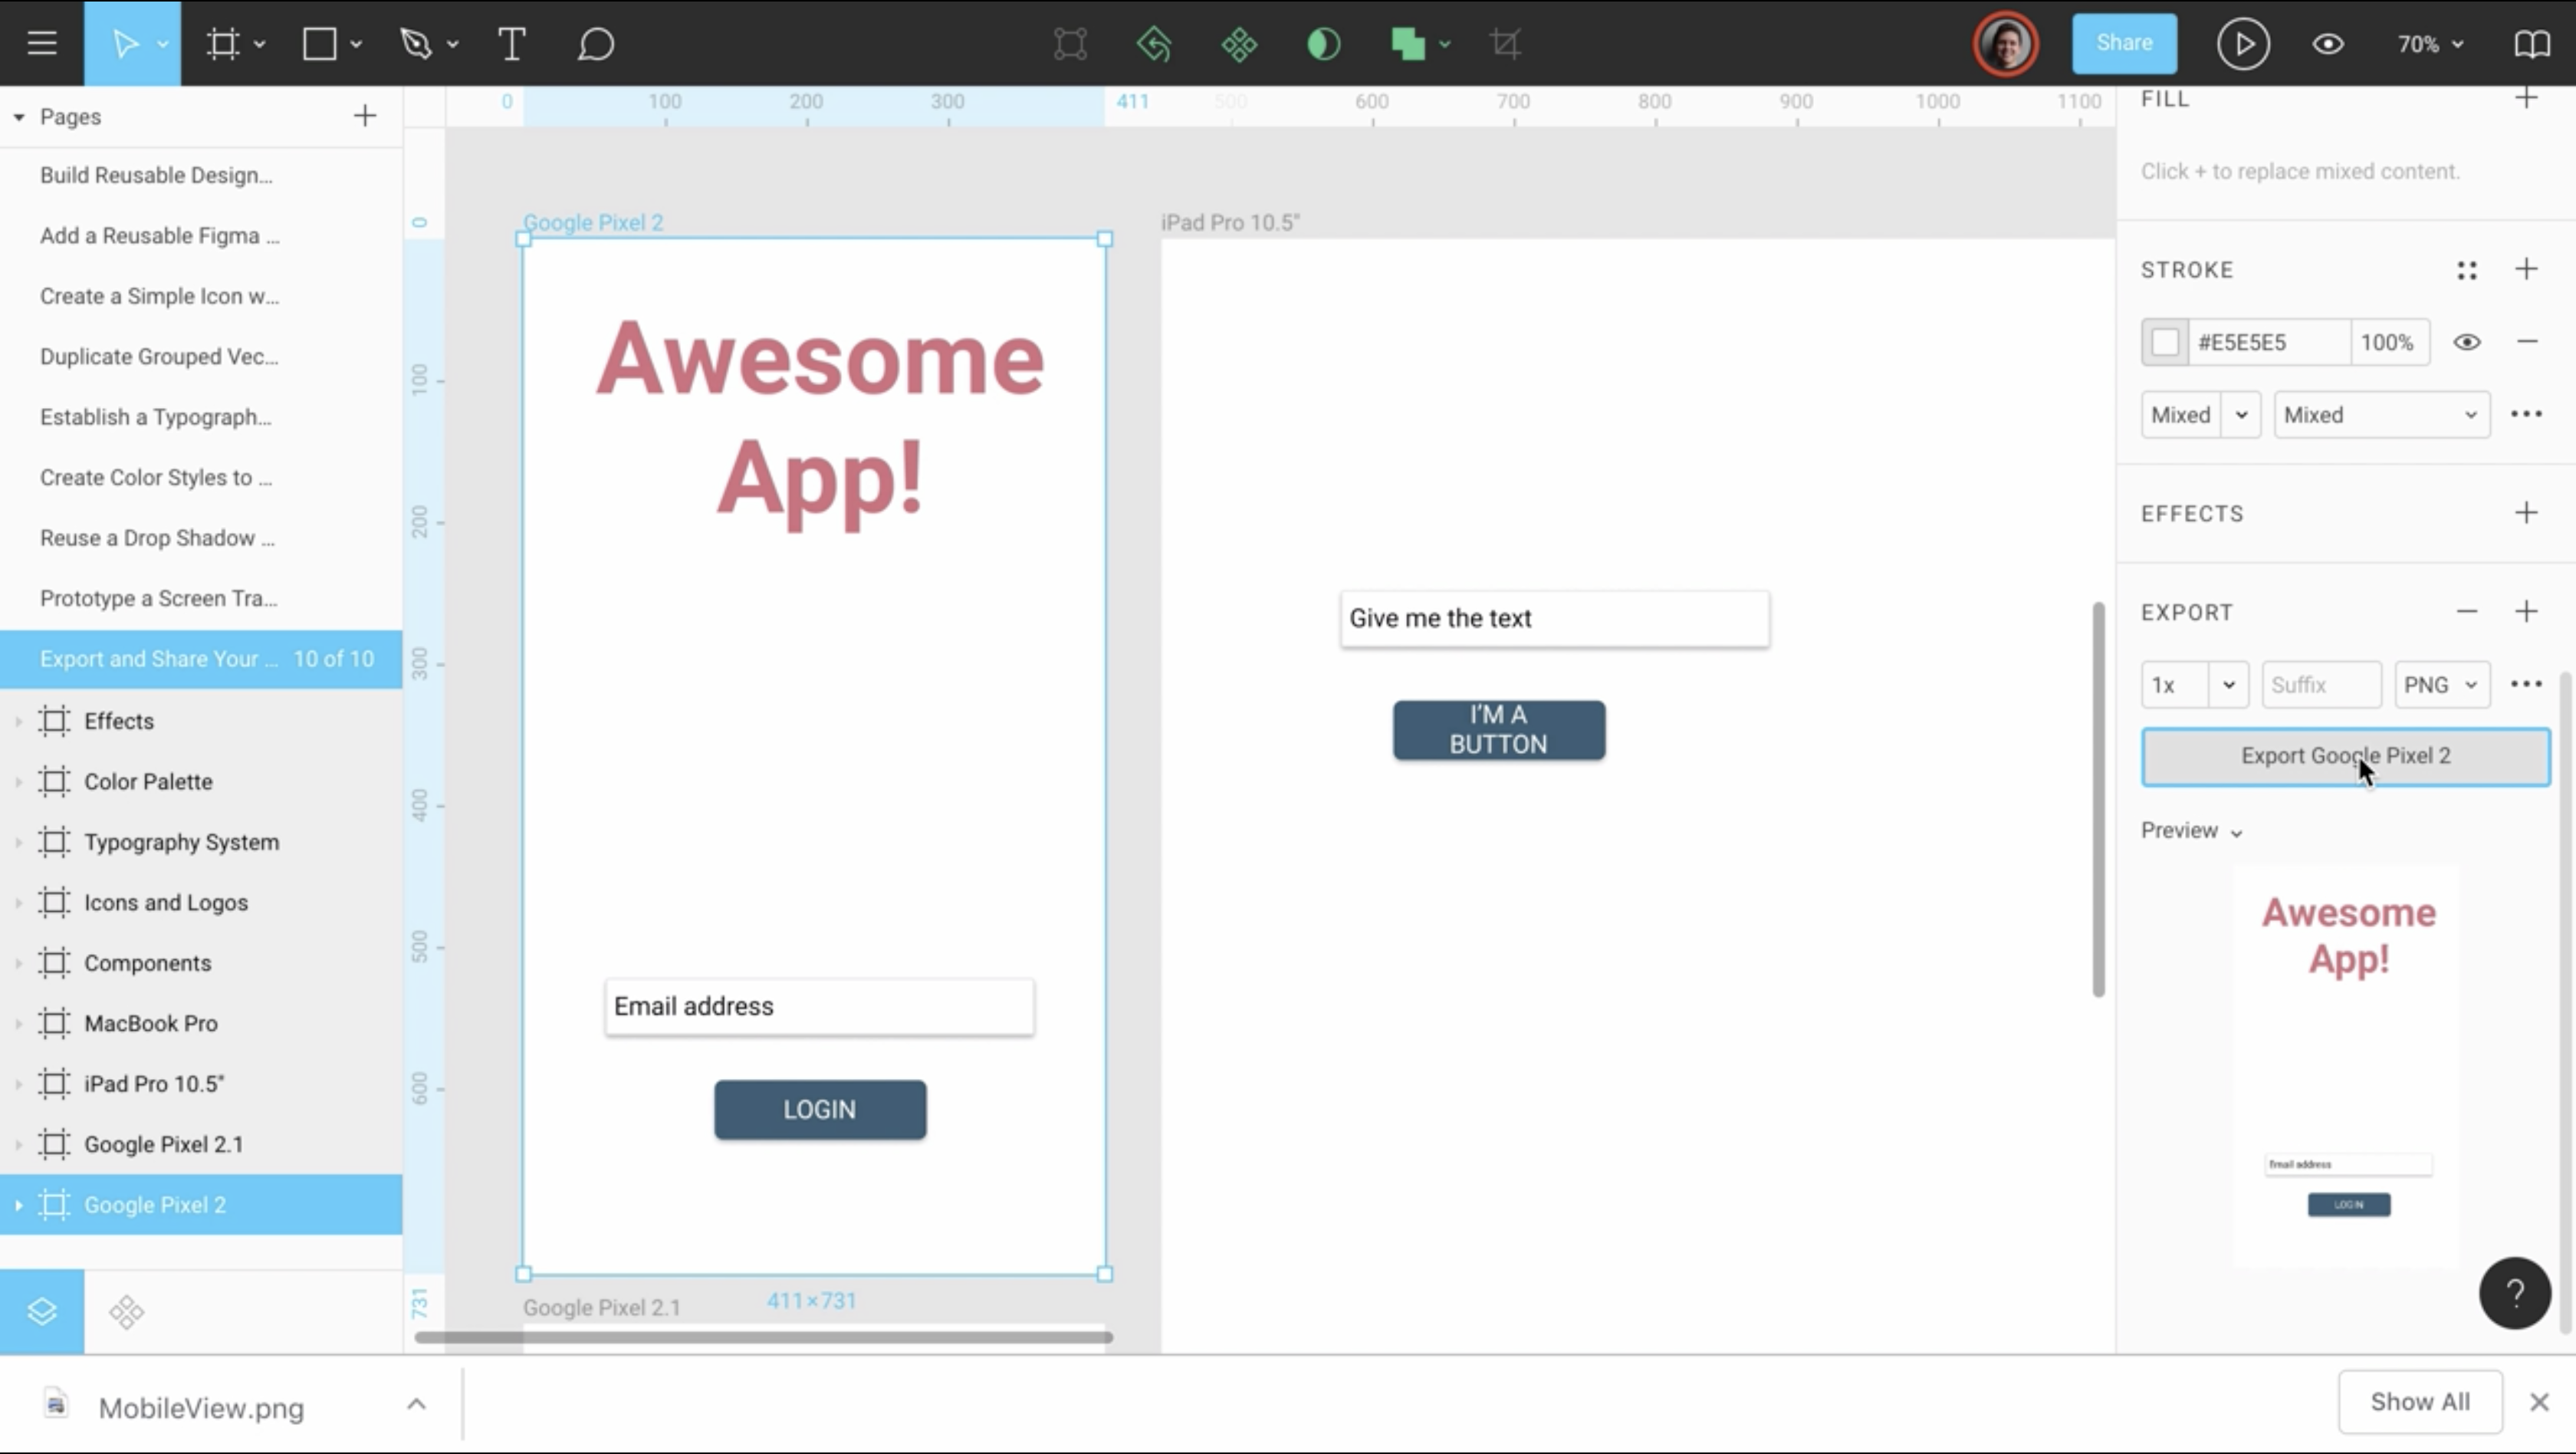 Share
70%
Pages
Build Reusable Design...
Add a Reusable Figma ...
Create a Simple Icon w...
Duplicate Grouped Vec...
Establish a Typograph...
Create Color Styles to ...
Reuse a Drop Shadow ...
Prototype a Screen Tra...
Export and Share Your ... 10 of 10
Effects
Color Palette
Typography System
Icons and Logos
Components
MacBook Pro
iPad Pro 10.5"
Google Pixel 2.1
Google Pixel 2
0 100 200 300 411 500 600 700 800 900 1000 1100
0
100
200
300
400
500
600
731
Google Pixel 2
Awesome
App!
Email address
LOGIN
411×731
Google Pixel 2.1
iPad Pro 10.5"
Give me the text
I'M A
BUTTON
FILL
Click + to replace mixed content.
STROKE
#E5E5E5 100%
Mixed Mixed
EFFECTS
EXPORT
1x Suffix PNG
Export Google Pixel 2
Preview
Awesome
App!
Email address
LOGIN
?
MobileView.png
Show All